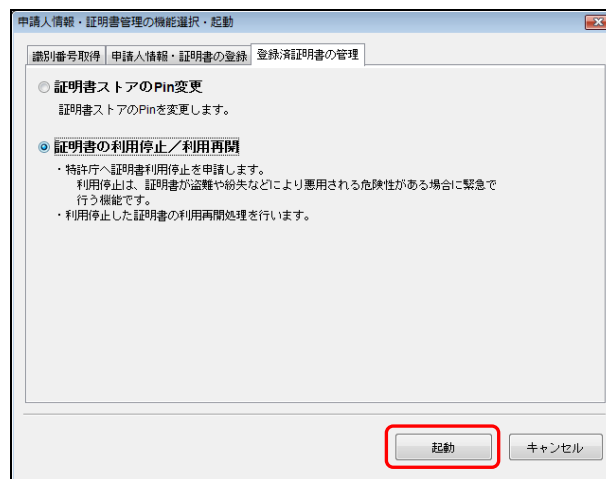 申請人情報・証明書管理の機能選択・起動
識別番号取得 申請人情報・証明書の登録 登録済証明書の管理
証明書ストアのPin変更
証明書ストアのPinを変更します。
証明書の利用停止／利用再開
・特許庁へ証明書利用停止を申請します。
利用停止は、証明書が盗難や紛失などにより悪用される危険性がある場合に緊急で
行う機能です。
・利用停止した証明書の利用再開処理を行います。
起動 キャンセル